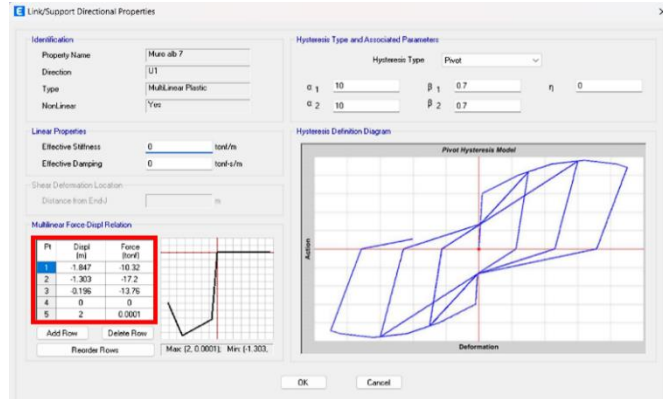 Link/Support Directional Properties
Identification
Property Name Muro alb 7
Direction U1
Type MultiLinear Plastic
NonLinear Yes
Linear Properties
Effective Stiffness 0 tonf/m
Effective Damping 0 tonf-s/m
Shear Deformation Location
Distance from End-J m
Multilinear Force-Displ Relation
Pt Displ Force
[m] [tonf]
1 -1.847 -10.32
2 -1.303 -17.2
3 -0.196 -13.76
4 0 0
5 2 0.0001
Add Row Delete Row
Reorder Rows
Max: (2, 0.0001); Min: (-1.303,
Hysteresis Type and Associated Parameters
Hysteresis Type Pivot
α 1 10 β 1 0.7 η 0
α 2 10 β 2 0.7
Hysteresis Definition Diagram
Pivot Hysteresis Model
Action
Deformation
OK Cancel